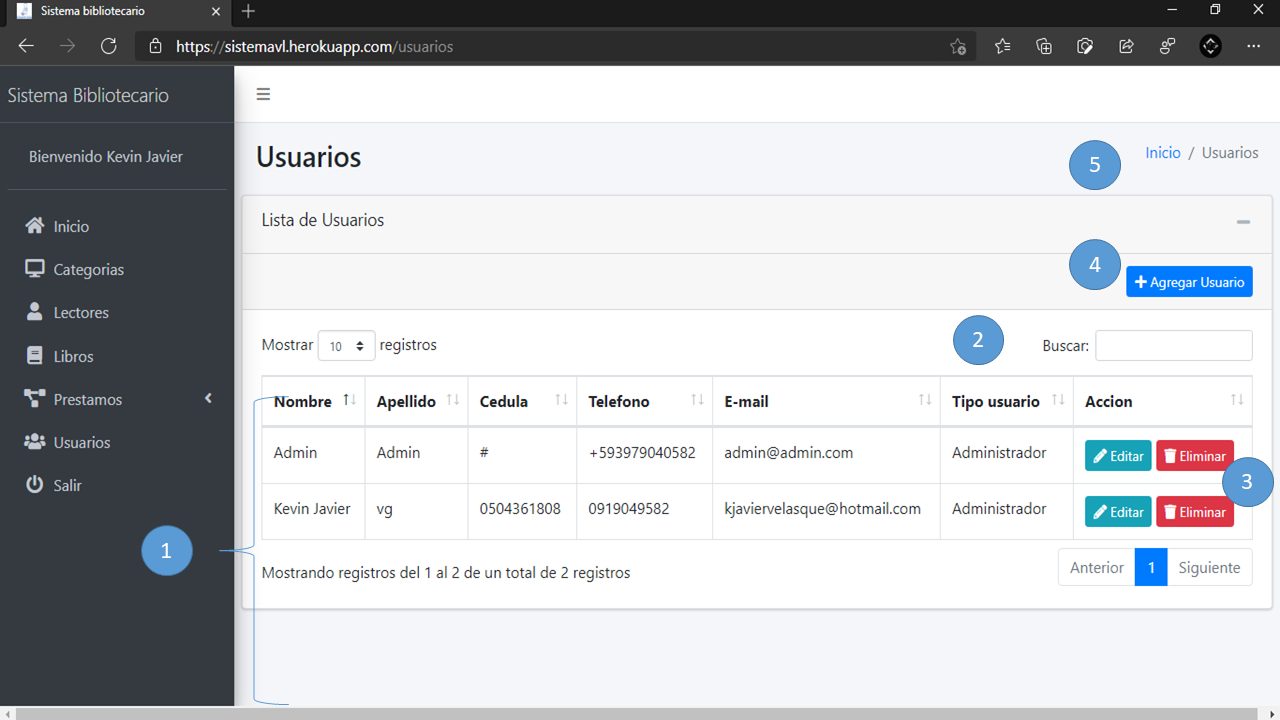 Sistema bibliotecario
https://sistemavl.herokuapp.com/usuarios
Sistema Bibliotecario
Bienvenido Kevin Javier
Inicio
Categorias
Lectores
Libros
Prestamos
Usuarios
Salir
1
Usuarios
5
Inicio / Usuarios
Lista de Usuarios
4
Agregar Usuario
Mostrar 10 registros
2
Buscar:
Nombre Apellido Cedula Telefono E-mail Tipo usuario Accion
Admin Admin # +593979040582 admin@admin.com Administrador Editar Eliminar
3
Kevin Javier vg 0504361808 0919049582 kjaviervelasque@hotmail.com Administrador Editar Eliminar
Mostrando registros del 1 al 2 de un total de 2 registros
Anterior 1 Siguiente